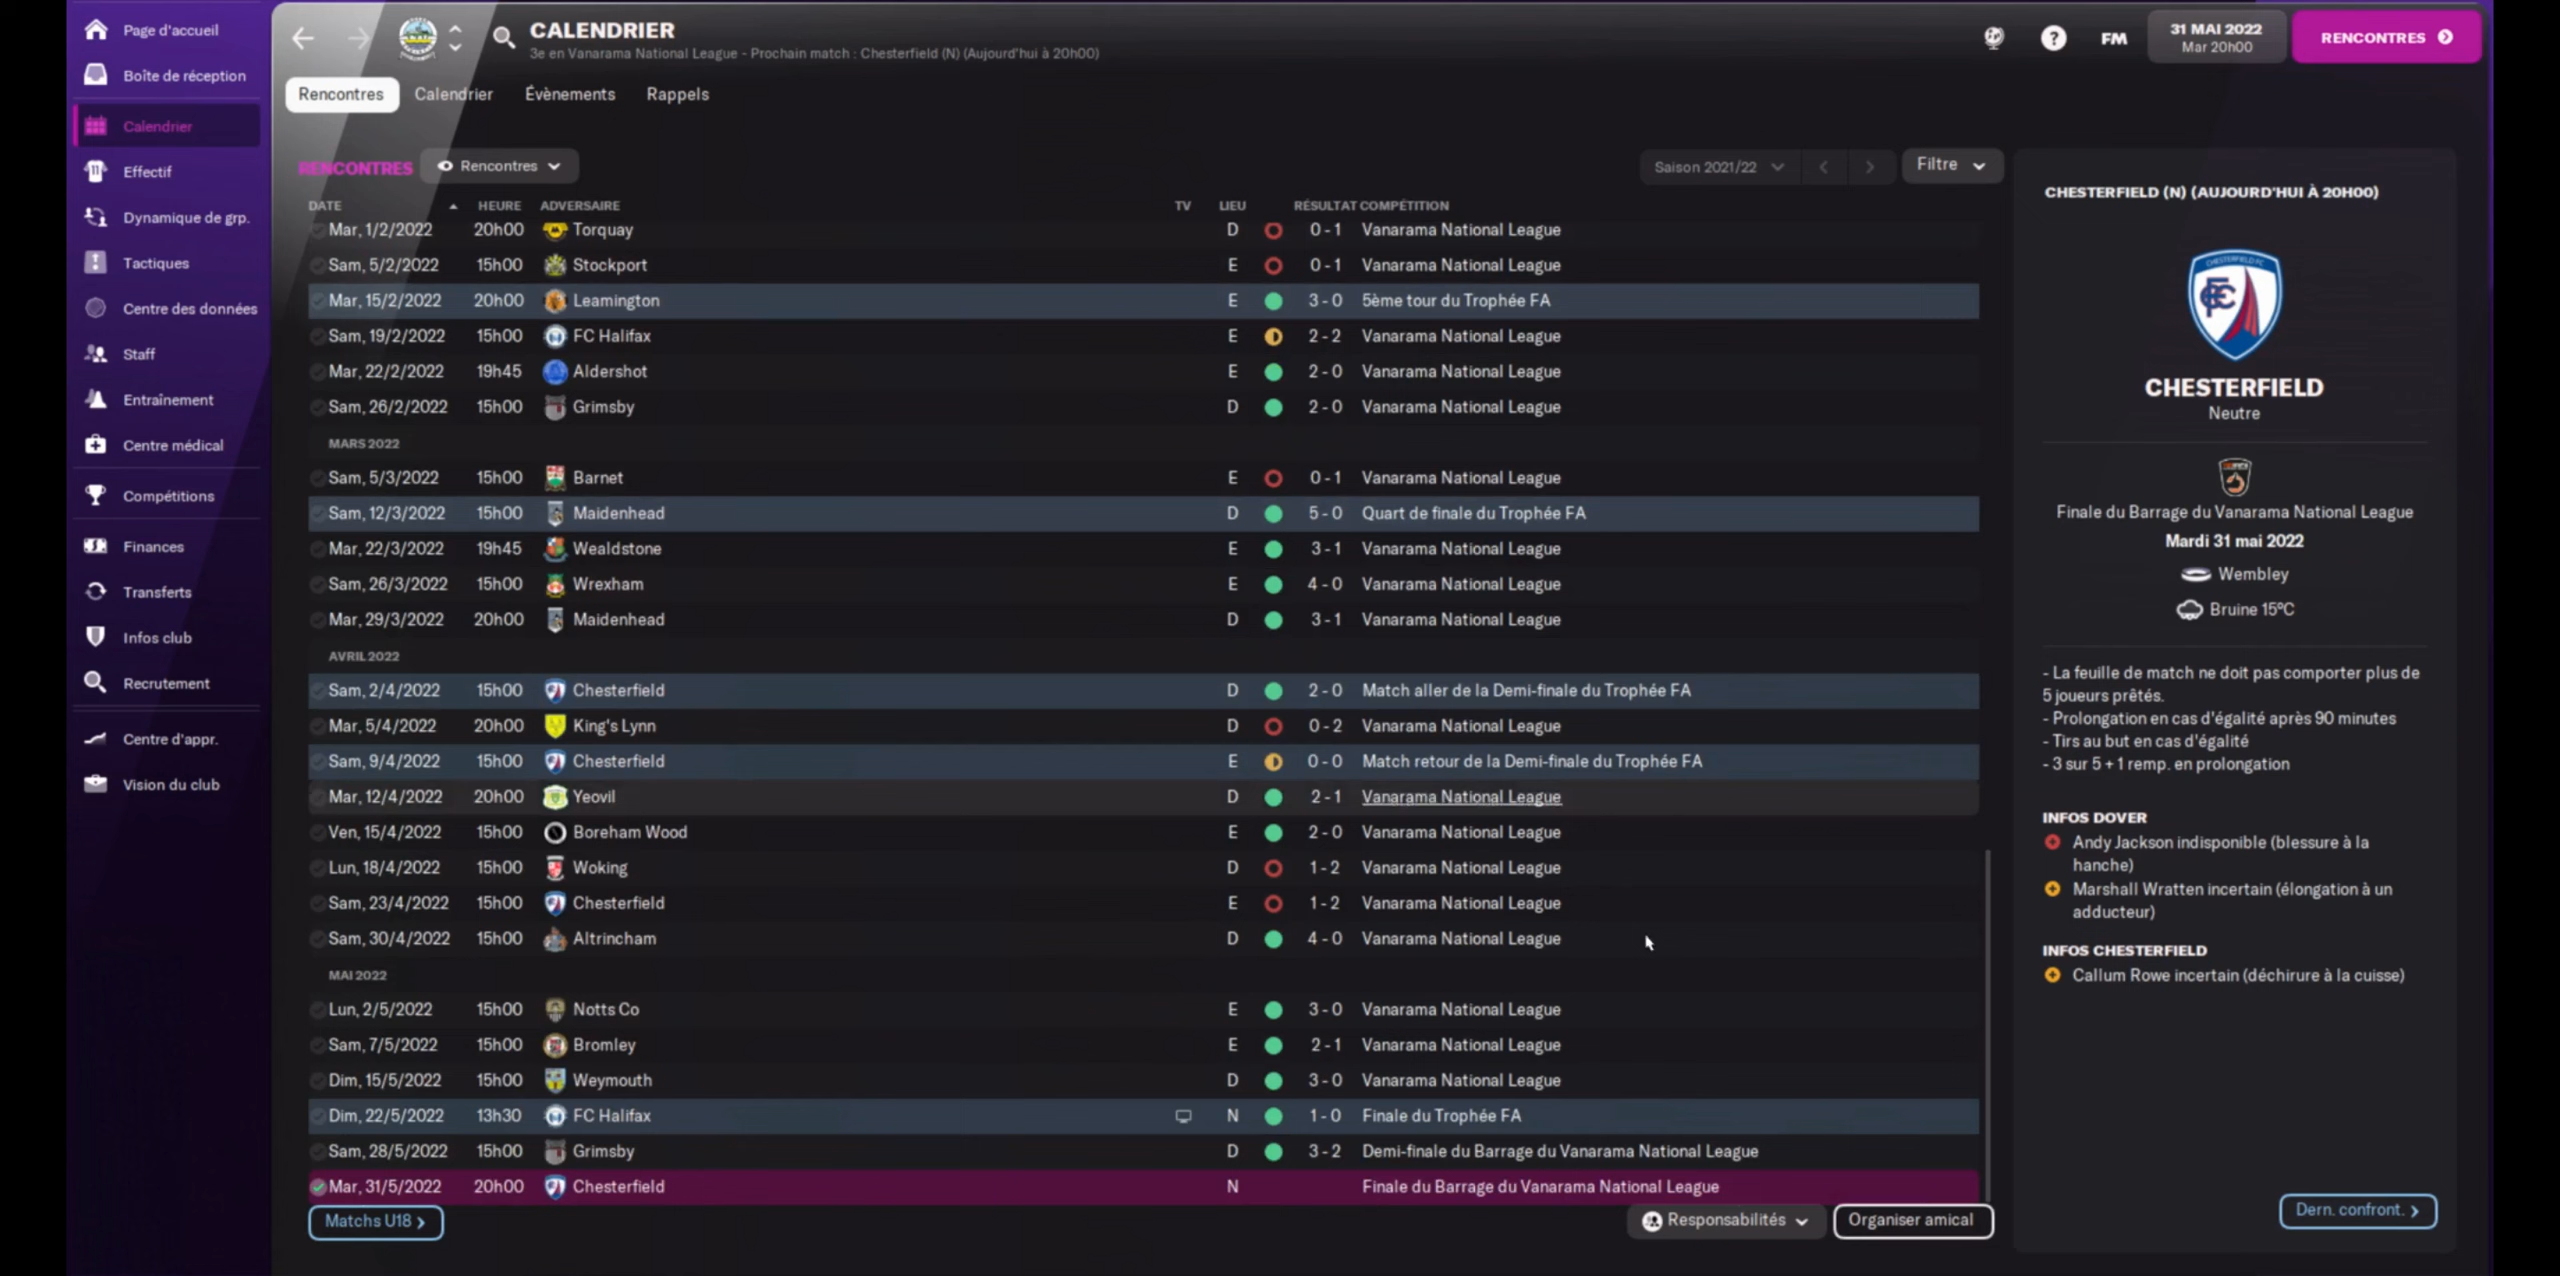 Page d'accueil
Boîte de réception
Calendrier
Effectif
Dynamique de grp.
Tactiques
Centre des données
Staff
Entraînement
Centre médical
Compétitions
Finances
Transferts
Infos club
Recrutement
Centre d'appr.
Vision du club
CALENDRIER
3e en Vanarama National League - Prochain match : Chesterfield (N) (Aujourd'hui à 20h00)
FM
31 MAI 2022
Mar 20h00
RENCONTRES
Rencontres Calendrier Évènements Rappels
RENCONTRES Rencontres Saison 2021/22 Filtre
DATE HEURE ADVERSAIRE TV LIEU RÉSULTAT COMPÉTITION
Mar, 1/2/2022 20h00 Torquay D 0 - 1 Vanarama National League
Sam, 5/2/2022 15h00 Stockport E 0 - 1 Vanarama National League
Mar, 15/2/2022 20h00 Leamington E 3 - 0 5ème tour du Trophée FA
Sam, 19/2/2022 15h00 FC Halifax E 2 - 2 Vanarama National League
Mar, 22/2/2022 19h45 Aldershot E 2 - 0 Vanarama National League
Sam, 26/2/2022 15h00 Grimsby D 2 - 0 Vanarama National League
MARS 2022
Sam, 5/3/2022 15h00 Barnet E 0 - 1 Vanarama National League
Sam, 12/3/2022 15h00 Maidenhead D 5 - 0 Quart de finale du Trophée FA
Mar, 22/3/2022 19h45 Wealdstone E 3 - 1 Vanarama National League
Sam, 26/3/2022 15h00 Wrexham E 4 - 0 Vanarama National League
Mar, 29/3/2022 20h00 Maidenhead D 3 - 1 Vanarama National League
AVRIL 2022
Sam, 2/4/2022 15h00 Chesterfield D 2 - 0 Match aller de la Demi-finale du Trophée FA
Mar, 5/4/2022 20h00 King's Lynn D 0 - 2 Vanarama National League
Sam, 9/4/2022 15h00 Chesterfield E 0 - 0 Match retour de la Demi-finale du Trophée FA
Mar, 12/4/2022 20h00 Yeovil D 2 - 1 Vanarama National League
Ven, 15/4/2022 15h00 Boreham Wood E 2 - 0 Vanarama National League
Lun, 18/4/2022 15h00 Woking D 1 - 2 Vanarama National League
Sam, 23/4/2022 15h00 Chesterfield E 1 - 2 Vanarama National League
Sam, 30/4/2022 15h00 Altrincham D 4 - 0 Vanarama National League
MAI 2022
Lun, 2/5/2022 15h00 Notts Co E 3 - 0 Vanarama National League
Sam, 7/5/2022 15h00 Bromley E 2 - 1 Vanarama National League
Dim, 15/5/2022 15h00 Weymouth D 3 - 0 Vanarama National League
Dim, 22/5/2022 13h30 FC Halifax N 1 - 0 Finale du Trophée FA
Sam, 28/5/2022 15h00 Grimsby D 3 - 2 Demi-finale du Barrage du Vanarama National League
Mar, 31/5/2022 20h00 Chesterfield N Finale du Barrage du Vanarama National League
Matchs U18 Responsabilités Organiser amical
CHESTERFIELD (N) (AUJOURD'HUI À 20H00)
CHESTERFIELD
Neutre
Finale du Barrage du Vanarama National League
Mardi 31 mai 2022
Wembley
Bruine 15°C
- La feuille de match ne doit pas comporter plus de
5 joueurs prêtés.
- Prolongation en cas d'égalité après 90 minutes
- Tirs au but en cas d'égalité
- 3 sur 5 + 1 remp. en prolongation
INFOS DOVER
Andy Jackson indisponible (blessure à la
hanche)
Marshall Wratten incertain (élongation à un
adducteur)
INFOS CHESTERFIELD
Callum Rowe incertain (déchirure à la cuisse)
Dern. confront.